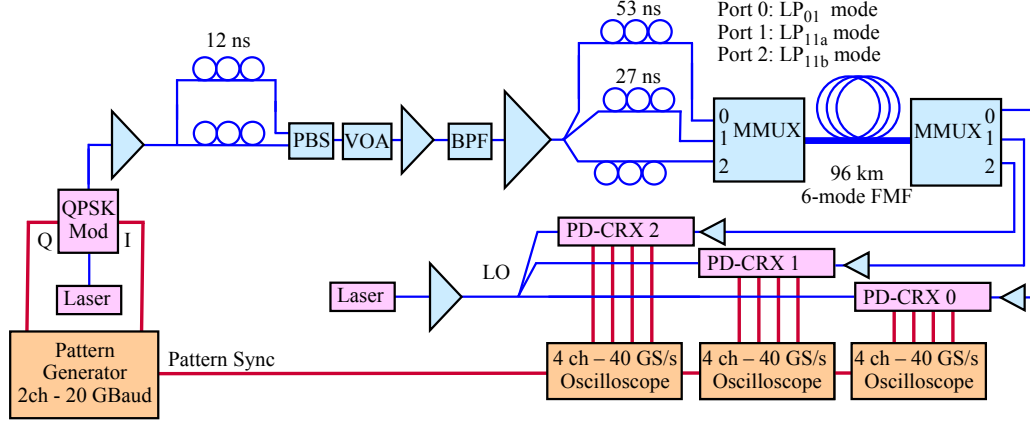 53 ns
Port 0: LP01 mode
Port 1: LP11a mode
Port 2: LP11b mode
12 ns
27 ns
PBS
VOA
BPF
MMUX
0
1
2
MMUX
0
1
2
96 km
6-mode FMF
QPSK
Mod
Q
I
Laser
PD-CRX 2
PD-CRX 1
PD-CRX 0
LO
Laser
Pattern
Generator
2ch - 20 GBaud
Pattern Sync
4 ch – 40 GS/s
Oscilloscope
4 ch – 40 GS/s
Oscilloscope
4 ch – 40 GS/s
Oscilloscope